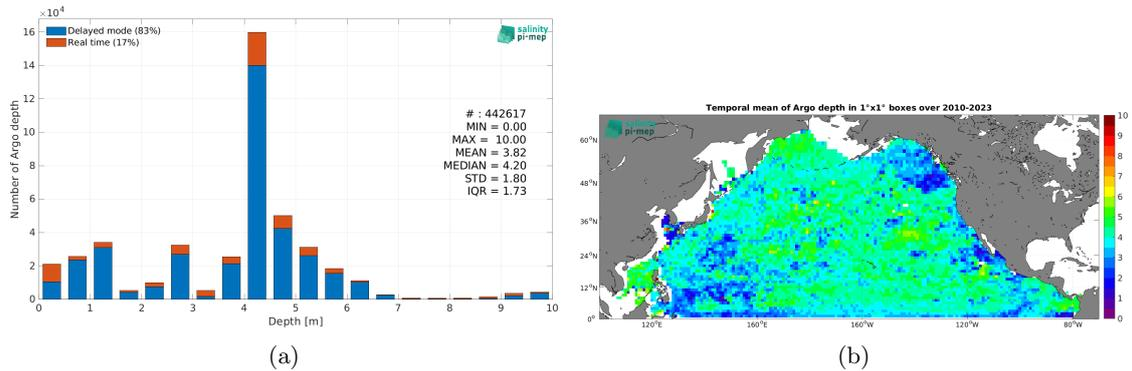 ×10⁴
16
14
12
10
8
6
4
2
0
Number of Argo depth
Delayed mode (83%)
Real time (17%)
salinity
pi-mep
# : 442617
MIN = 0.00
MAX = 10.00
MEAN = 3.82
MEDIAN = 4.20
STD = 1.80
IQR = 1.73
0 1 2 3 4 5 6 7 8 9 10
Depth [m]
(a)
Temporal mean of Argo depth in 1°x1° boxes over 2010-2023
salinity
pi-mep
60°N
48°N
36°N
24°N
12°N
0°
120°E 160°E 160°W 120°W 80°W
10
9
8
7
6
5
4
3
2
1
0
(b)